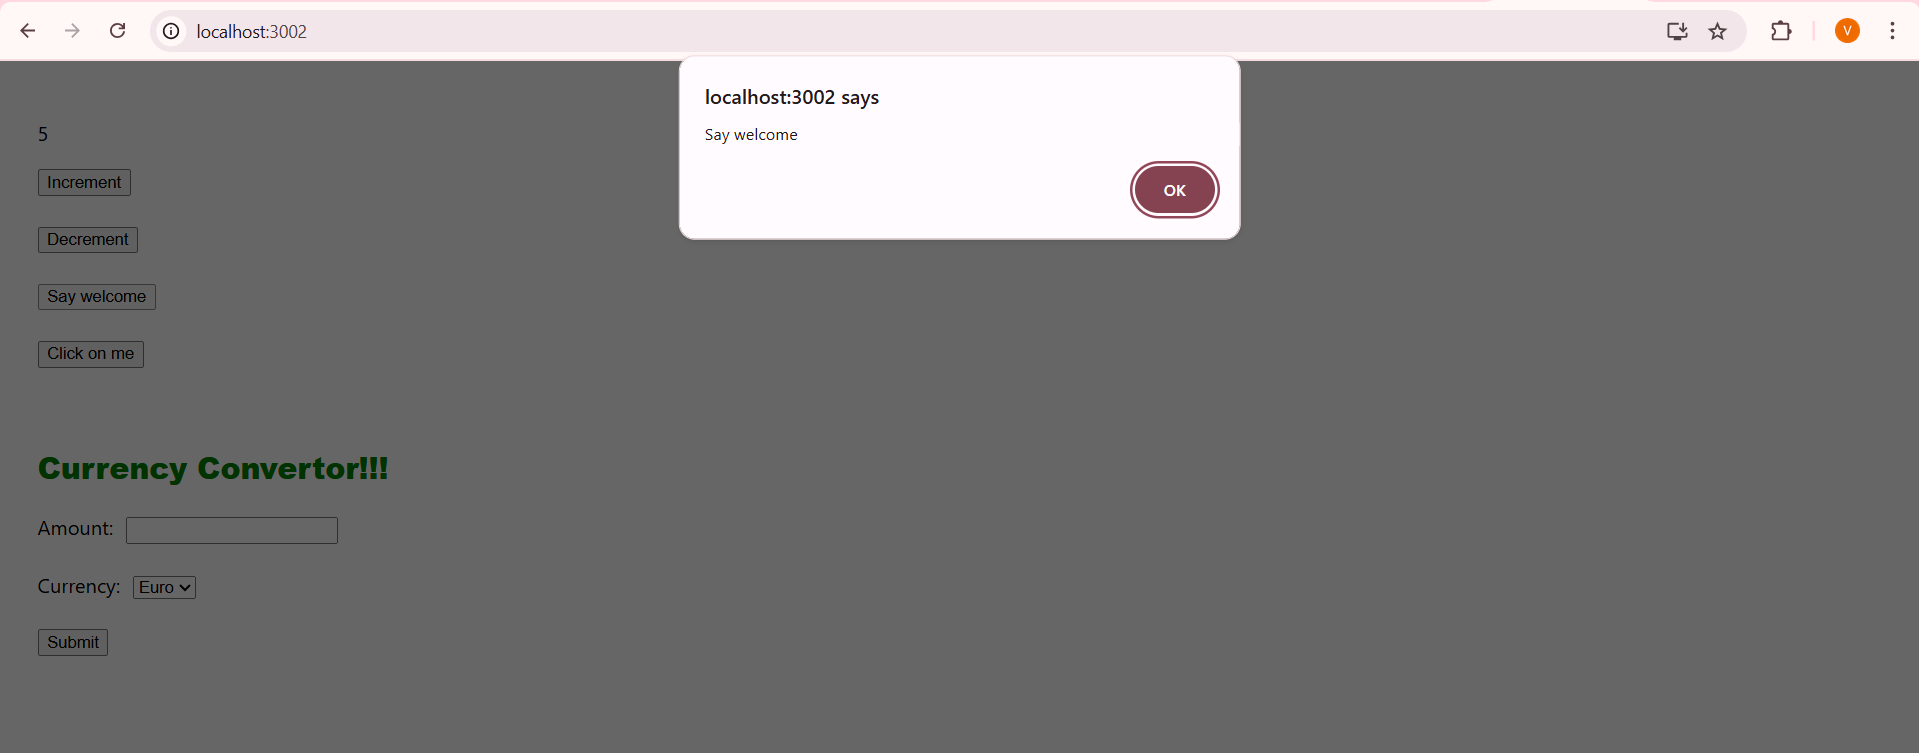 localhost:3002
V
localhost:3002 says
Say welcome
OK
5
Increment
Decrement
Say welcome
Click on me
Currency Convertor!!!
Amount:
Currency: Euro
Submit